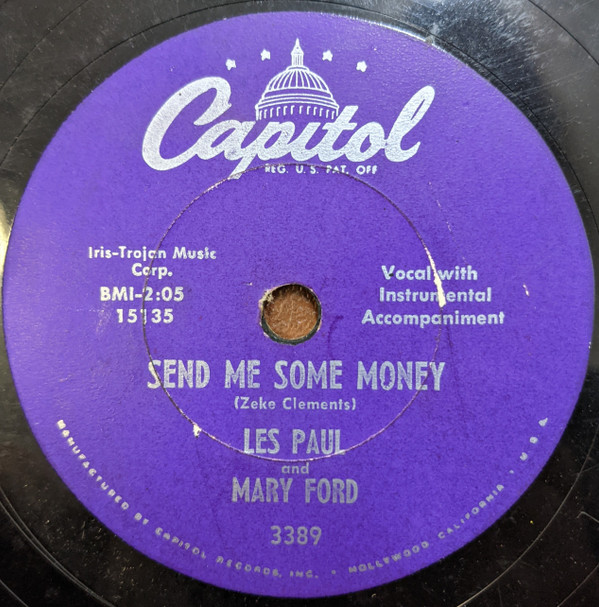 Capitol
REG. U.S. PAT. OFF
Iris-Trojan Music
Corp.
BMI-2:05
15135
Vocal with
Instrumental
Accompaniment
SEND ME SOME MONEY
(Zeke Clements)
LES PAUL
and
MARY FORD
3389
MANUFACTURED BY CAPITOL RECORDS, INC. • HOLLYWOOD, CALIFORNIA • U.S.A.